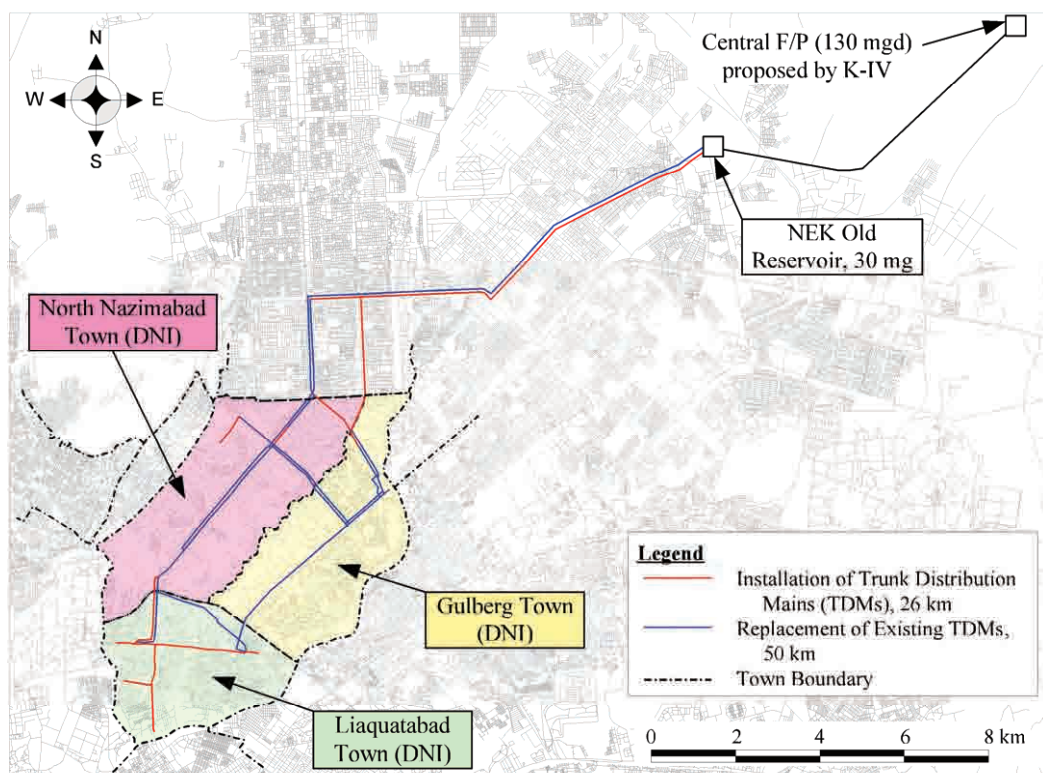 Central F/P (130 mgd)
proposed by K-IV
N
W
E
S
NEK Old
Reservoir, 30 mg
North Nazimabad
Town (DNI)
Gulberg Town
(DNI)
Liaquatabad
Town (DNI)
Legend
Installation of Trunk Distribution
Mains (TDMs), 26 km
Replacement of Existing TDMs,
50 km
Town Boundary
0 2 4 6 8 km